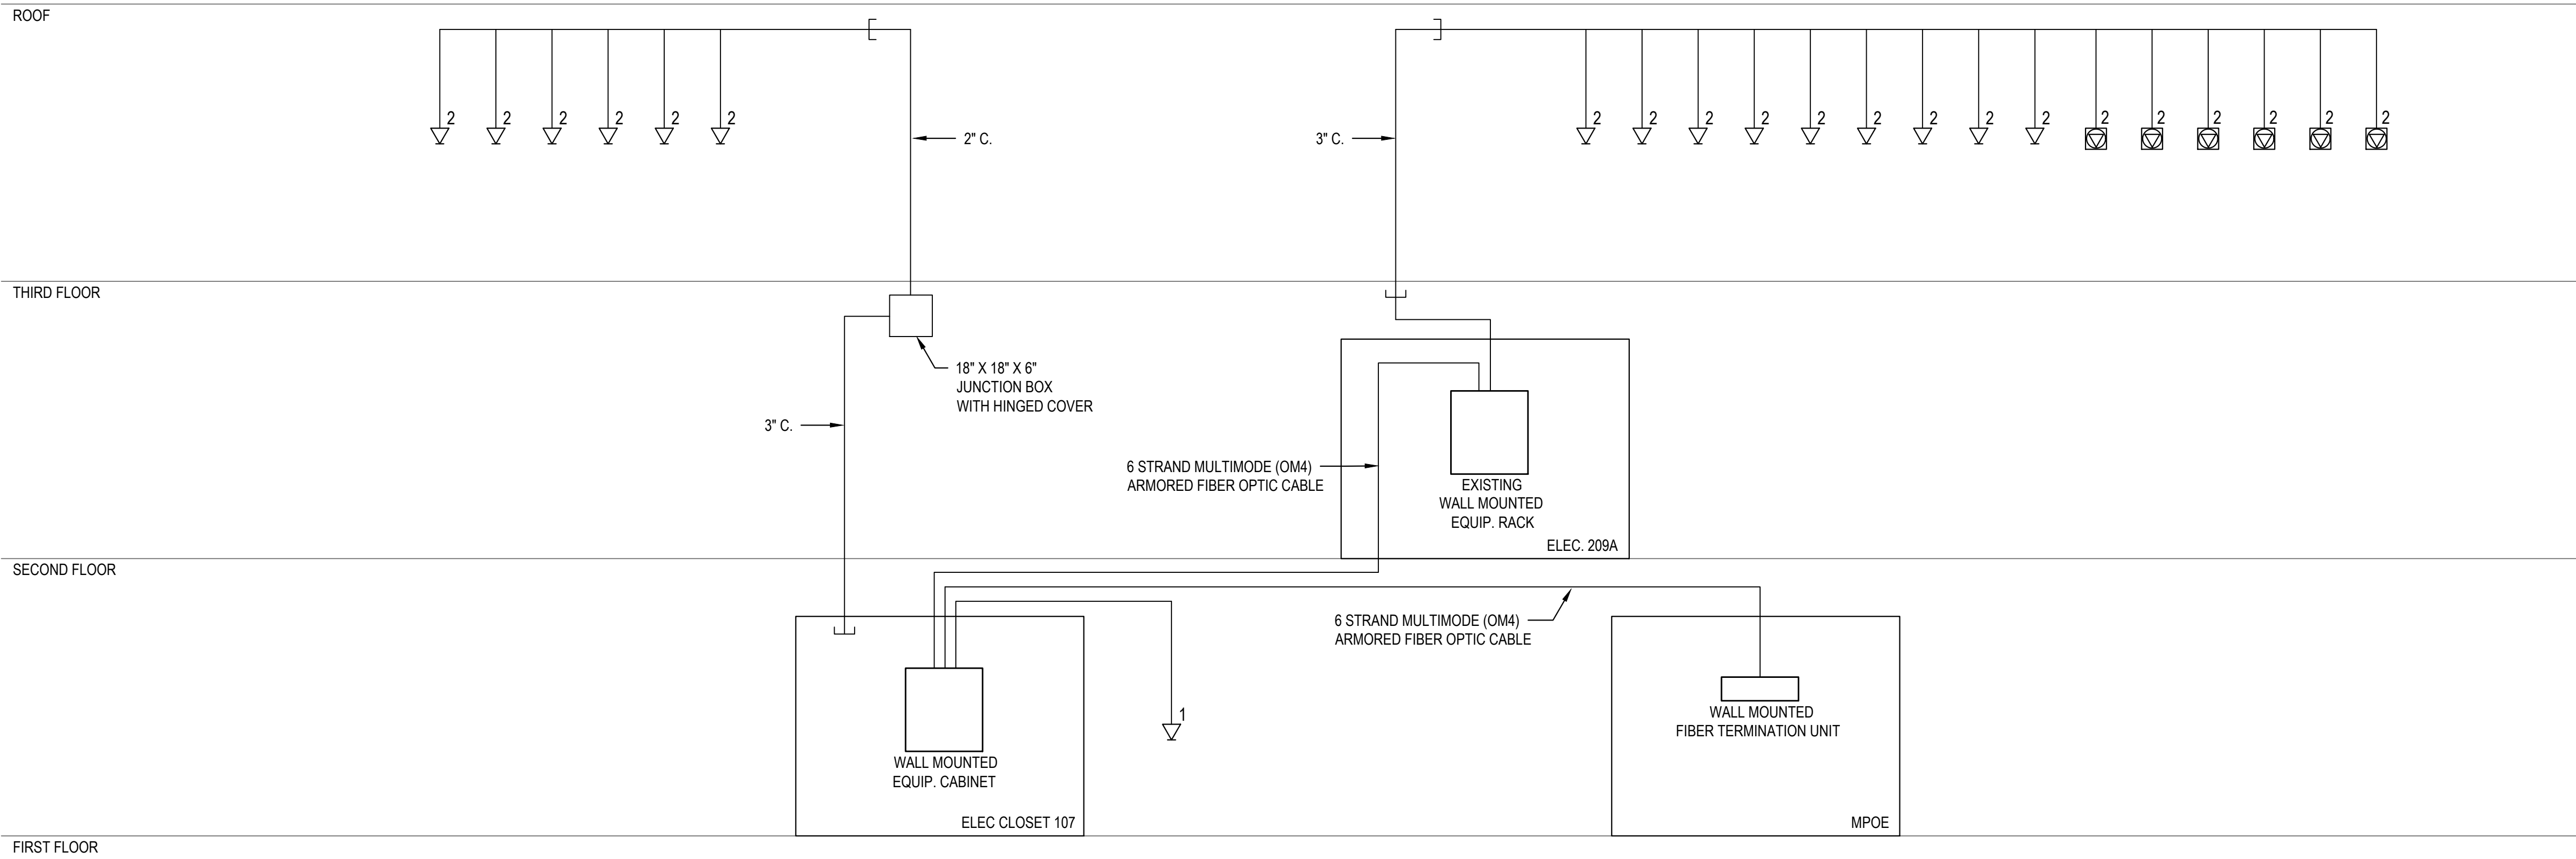 ROOF
2 2 2 2 2 2
2" C.
3" C.
2 2 2 2 2 2 2 2 2 2 2 2 2 2 2
THIRD FLOOR
18" X 18" X 6"
JUNCTION BOX
WITH HINGED COVER
3" C.
6 STRAND MULTIMODE (OM4)
ARMORED FIBER OPTIC CABLE
EXISTING
WALL MOUNTED
EQUIP. RACK
ELEC. 209A
SECOND FLOOR
6 STRAND MULTIMODE (OM4)
ARMORED FIBER OPTIC CABLE
1
WALL MOUNTED
EQUIP. CABINET
ELEC CLOSET 107
WALL MOUNTED
FIBER TERMINATION UNIT
MPOE
FIRST FLOOR